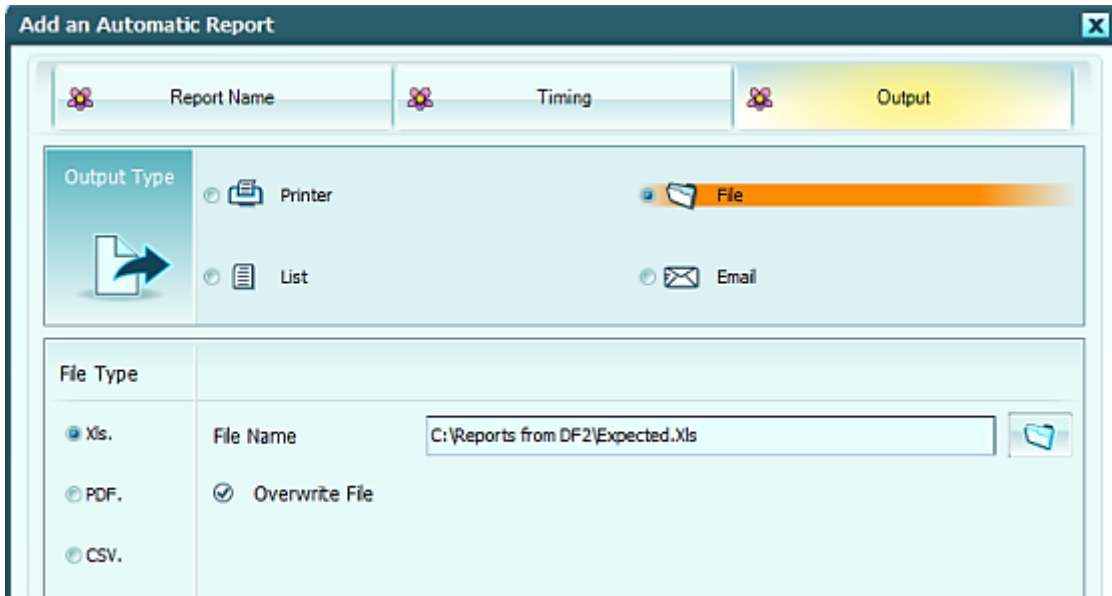 Add an Automatic Report
Report Name
Timing
Output
Output Type
Printer
File
List
Email
File Type
Xls.
File Name
C:\Reports from DF2\Expected.Xls
PDF.
Overwrite File
CSV.